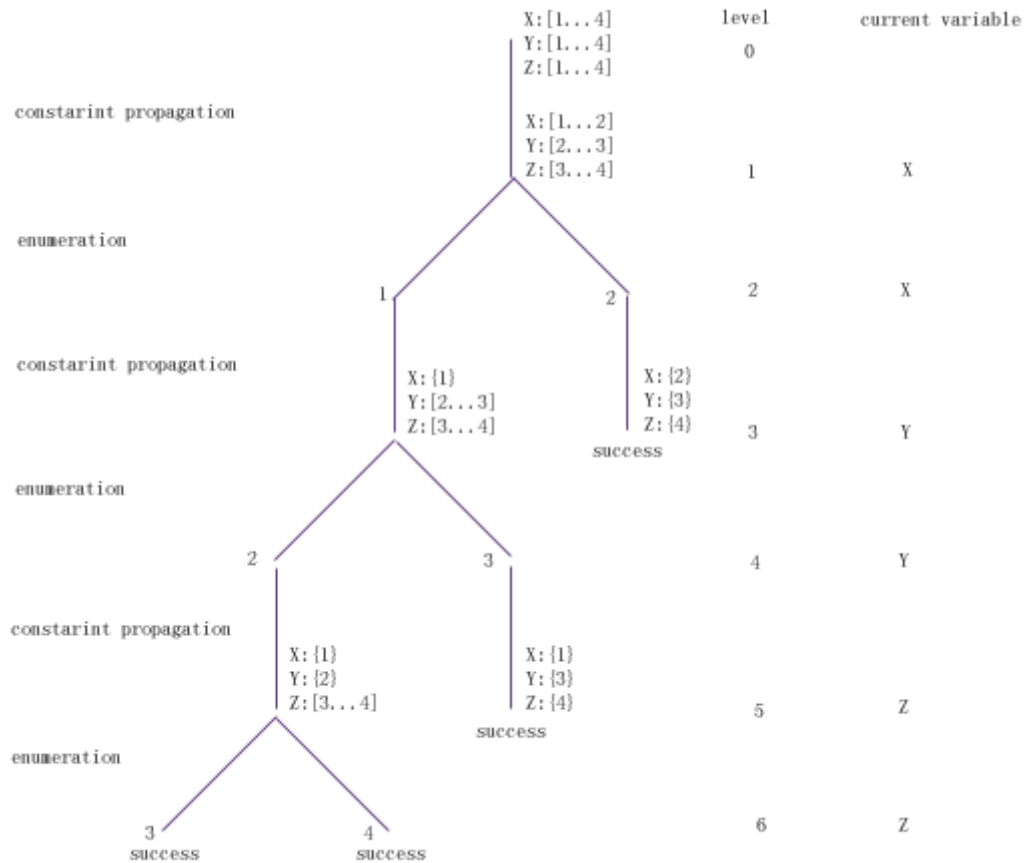 X:[1...4] level current variable
Y:[1...4]
0
Z:[1...4]
constarint propagation
X:[1...2]
Y:[2...3]
Z:[3...4] 1 X
enumeration
1 2 2 X
constarint propagation
X:{1} X:{2}
Y:[2...3] Y:{3}
Z:[3...4] Z:{4} 3 Y
success
enumeration
2 3 4 Y
constarint propagation
X:{1} X:{1}
Y:{2} Y:{3}
Z:[3...4] Z:{4} 5 Z
success
enumeration
3 4 6 Z
success success